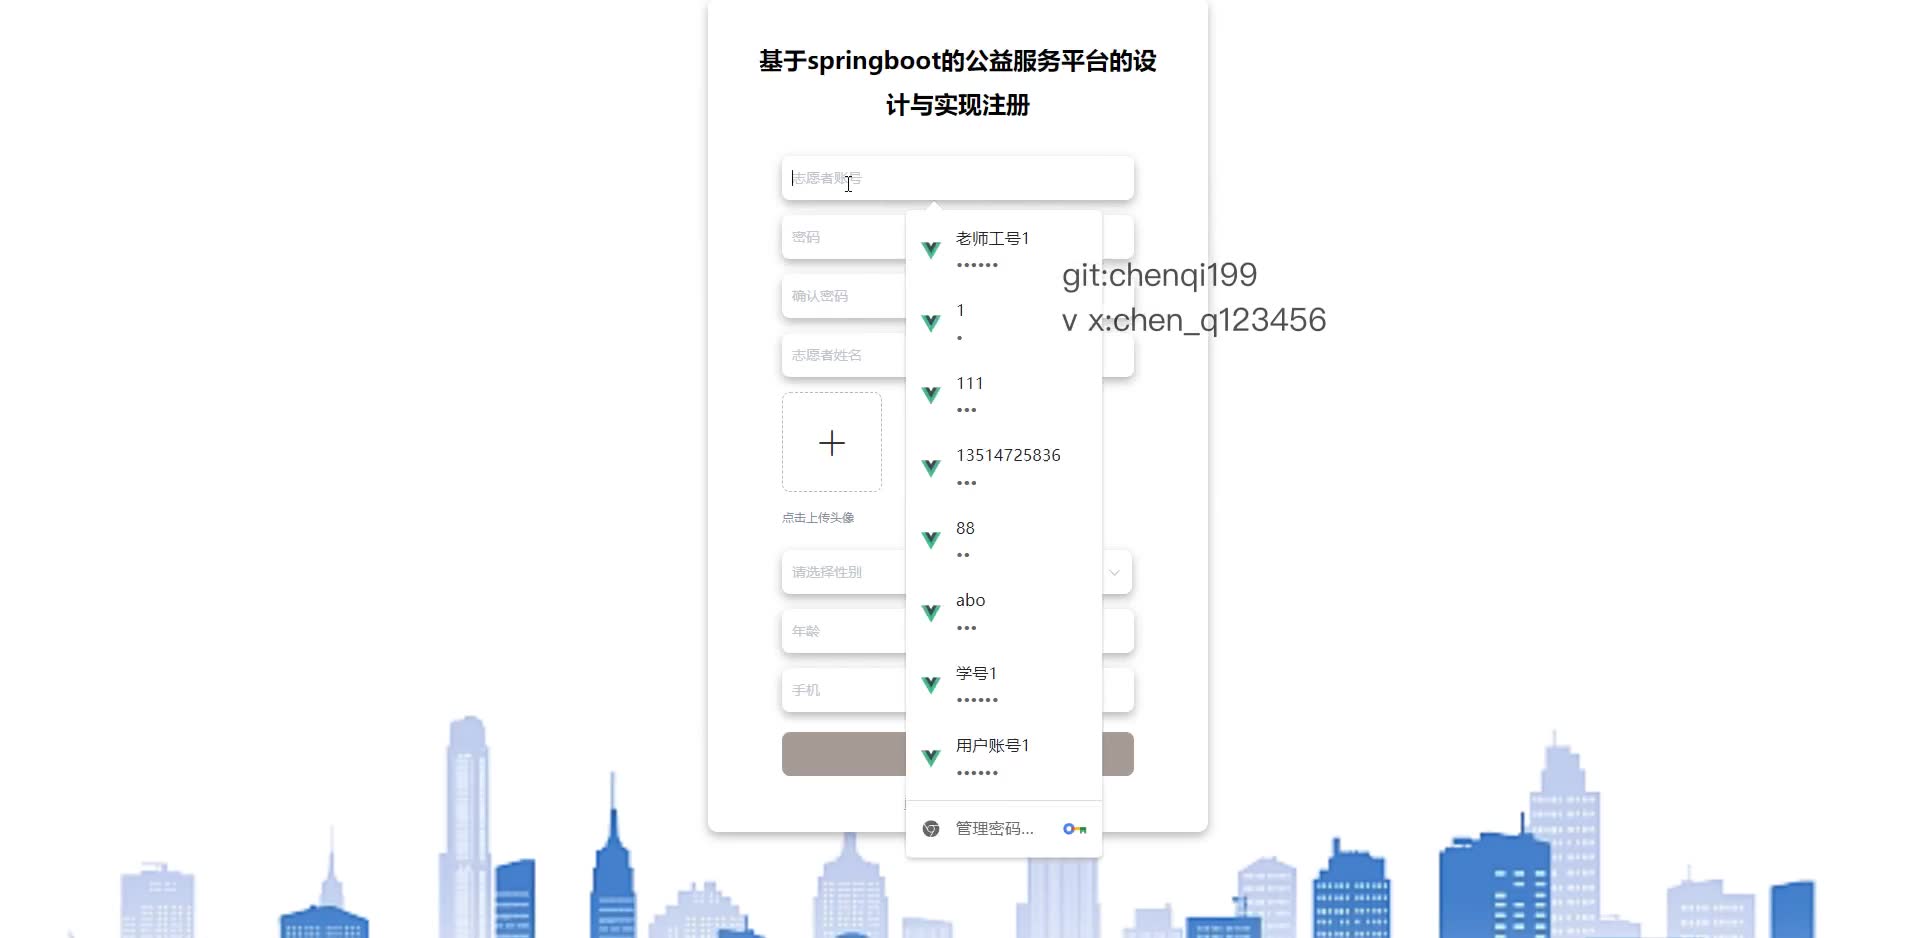 基于springboot的公益服务平台的设
计与实现注册
志愿者账号
密码
确认密码
志愿者姓名
点击上传头像
请选择性别
年龄
手机
老师工号1
••••••
1
•
111
•••
13514725836
•••
88
••
abo
•••
学号1
••••••
用户账号1
••••••
管理密码...
git:chenqi199
v x:chen_q123456